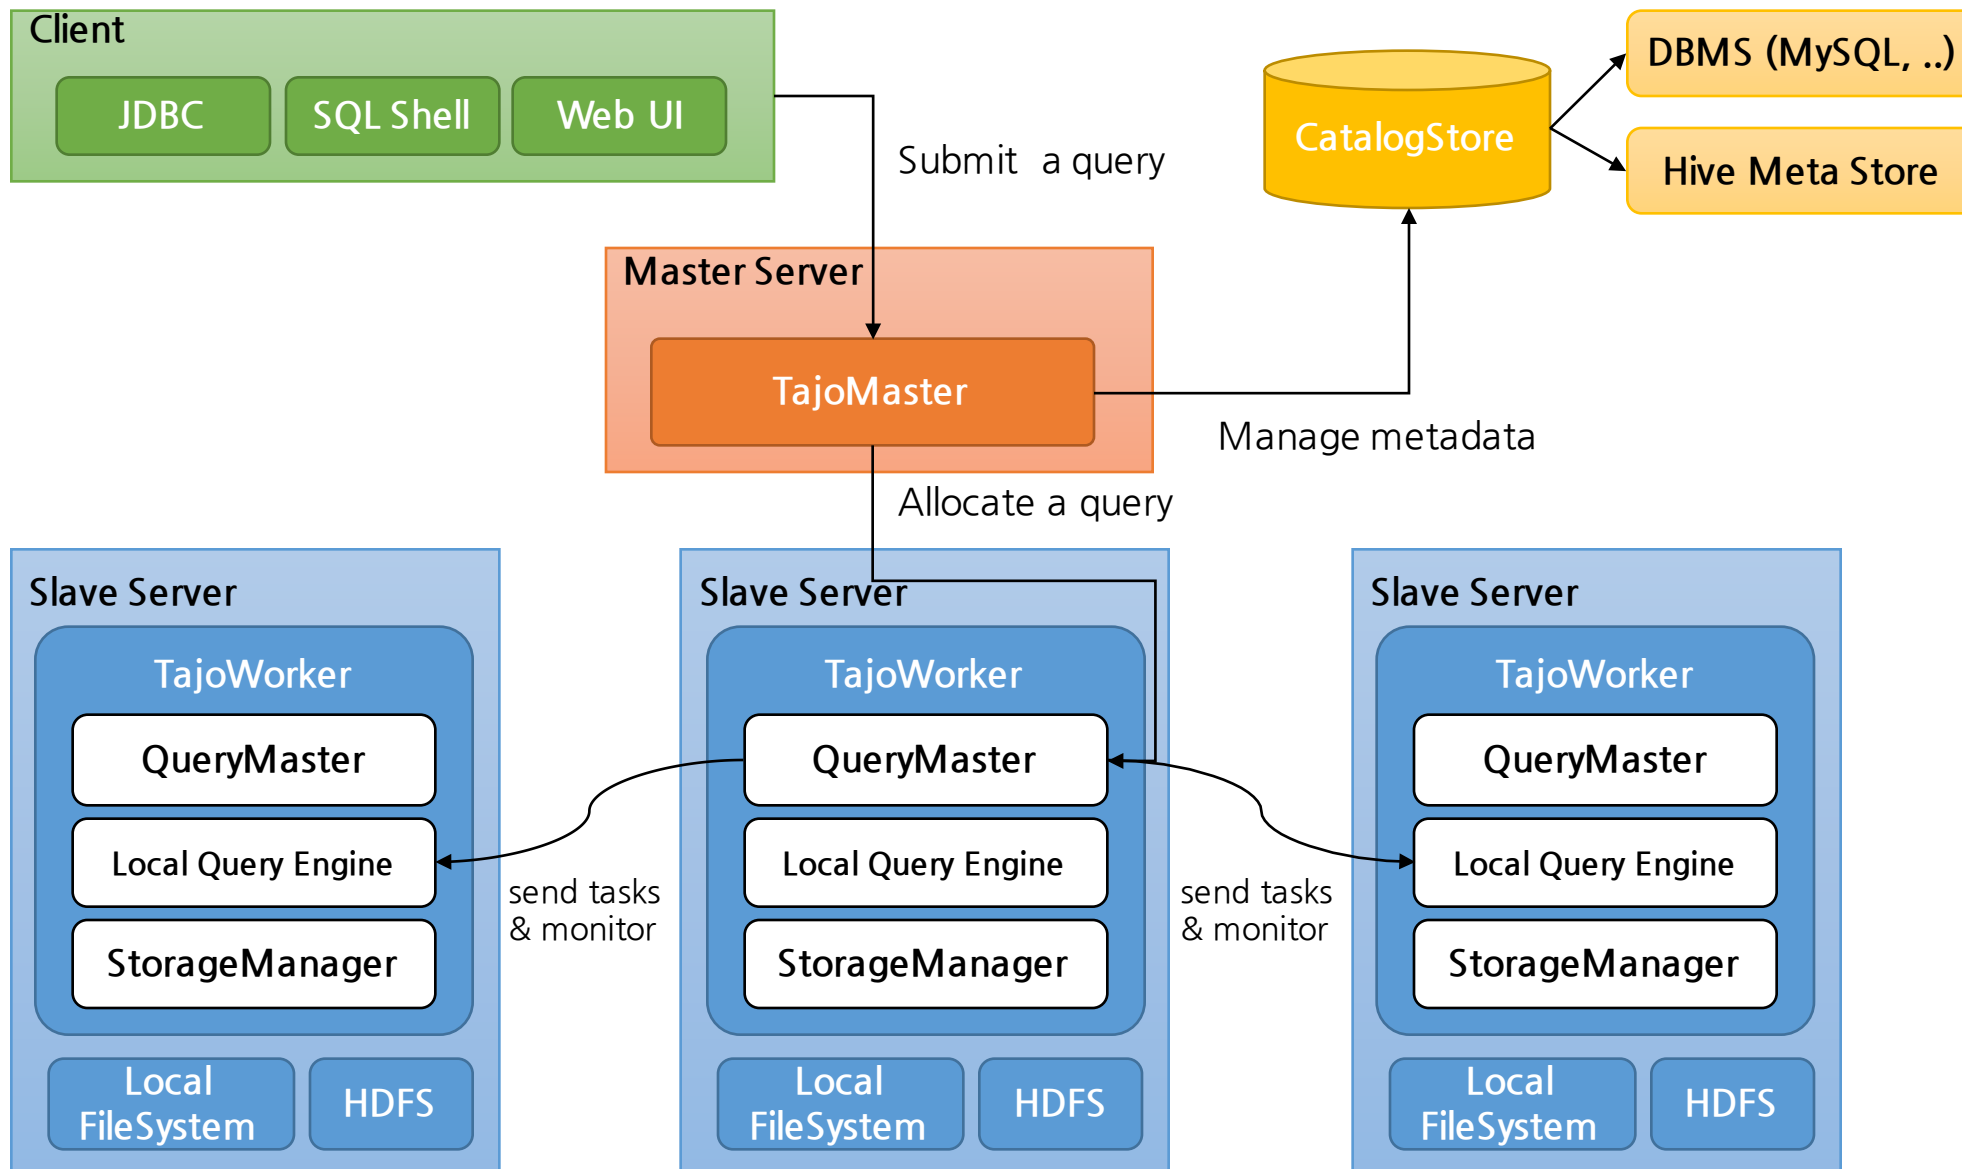 Client
JDBC
SQL Shell
Web UI
Submit a query
CatalogStore
DBMS (MySQL, ..)
Hive Meta Store
Master Server
TajoMaster
Manage metadata
Allocate a query
Slave Server
TajoWorker
QueryMaster
Local Query Engine
StorageManager
Local
FileSystem
HDFS
send tasks
& monitor
Slave Server
TajoWorker
QueryMaster
Local Query Engine
StorageManager
Local
FileSystem
HDFS
send tasks
& monitor
Slave Server
TajoWorker
QueryMaster
Local Query Engine
StorageManager
Local
FileSystem
HDFS